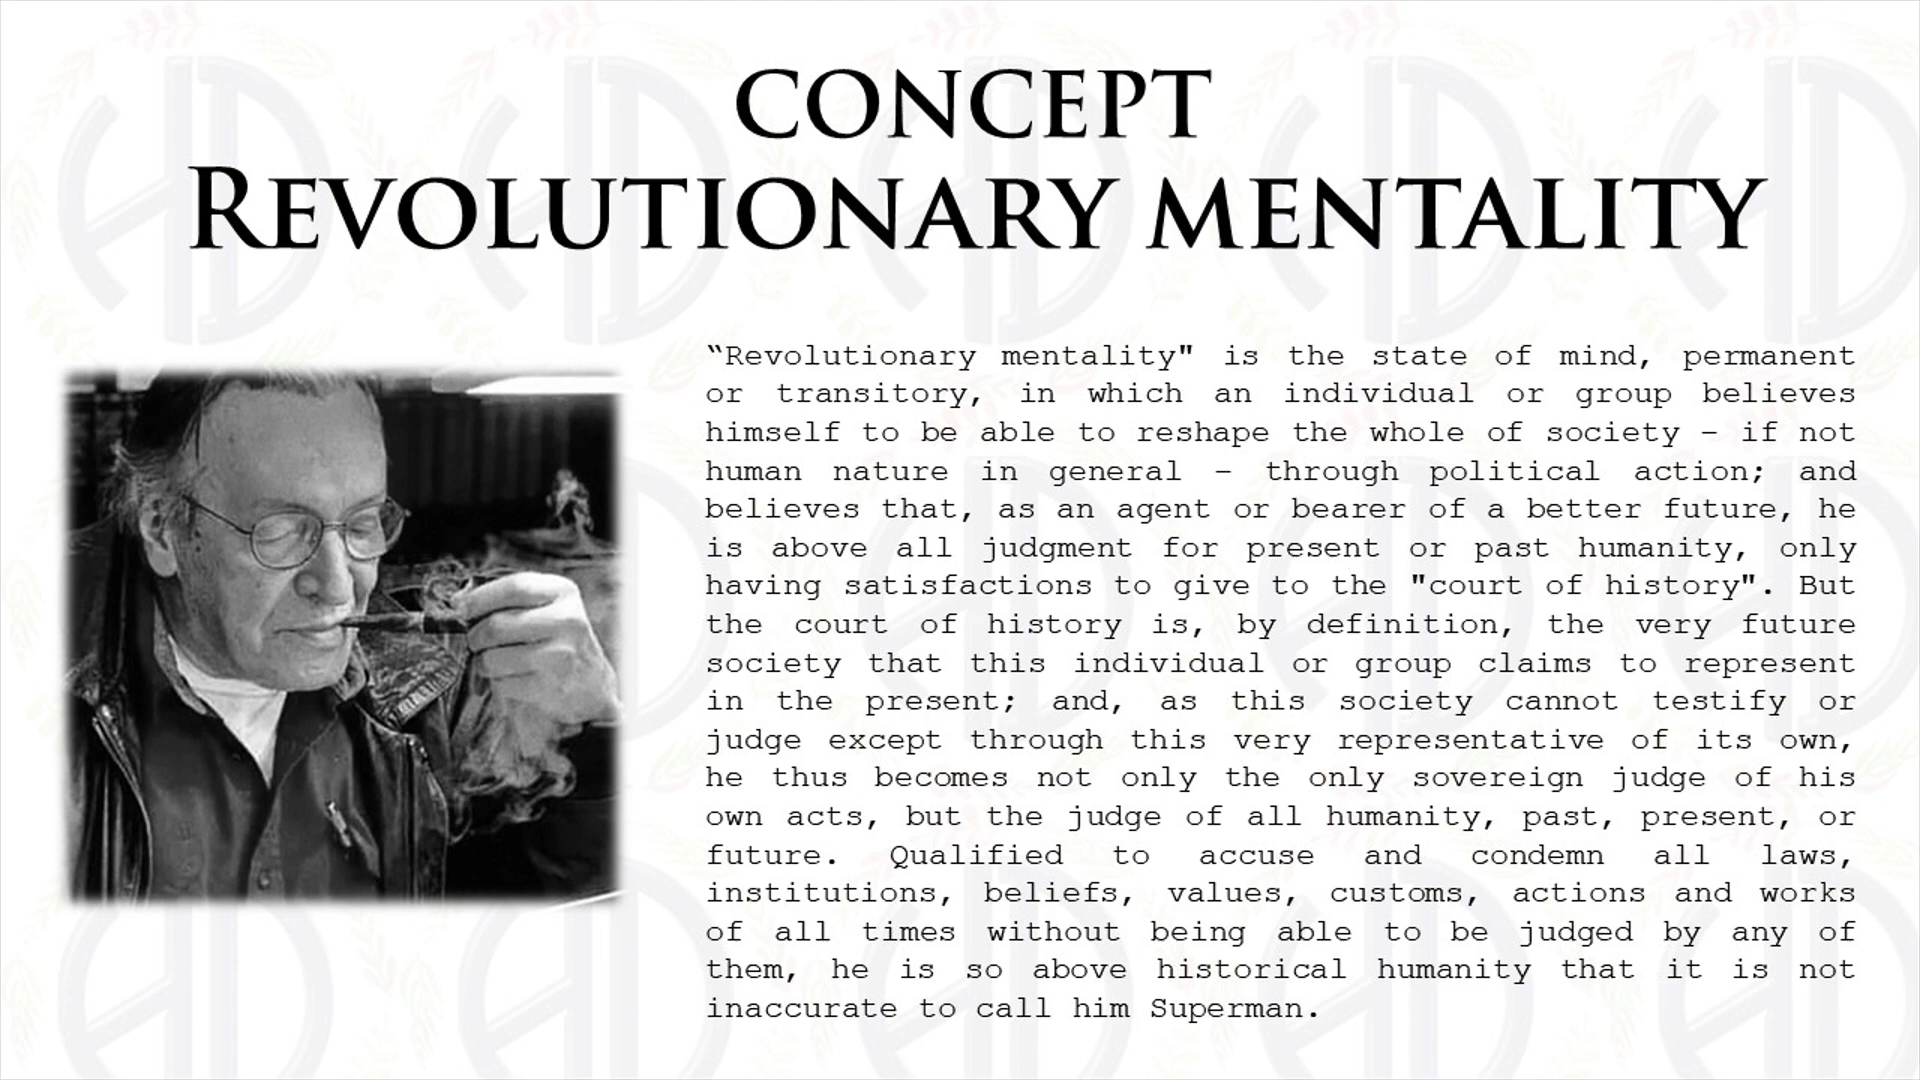 CONCEPT
REVOLUTIONARY MENTALITY
“Revolutionary mentality" is the state of mind, permanent
or transitory, in which an individual or group believes
himself to be able to reshape the whole of society – if not
human nature in general – through political action; and
believes that, as an agent or bearer of a better future, he
is above all judgment for present or past humanity, only
having satisfactions to give to the "court of history". But
the court of history is, by definition, the very future
society that this individual or group claims to represent
in the present; and, as this society cannot testify or
judge except through this very representative of its own,
he thus becomes not only the only sovereign judge of his
own acts, but the judge of all humanity, past, present, or
future. Qualified to accuse and condemn all laws,
institutions, beliefs, values, customs, actions and works
of all times without being able to be judged by any of
them, he is so above historical humanity that it is not
inaccurate to call him Superman.